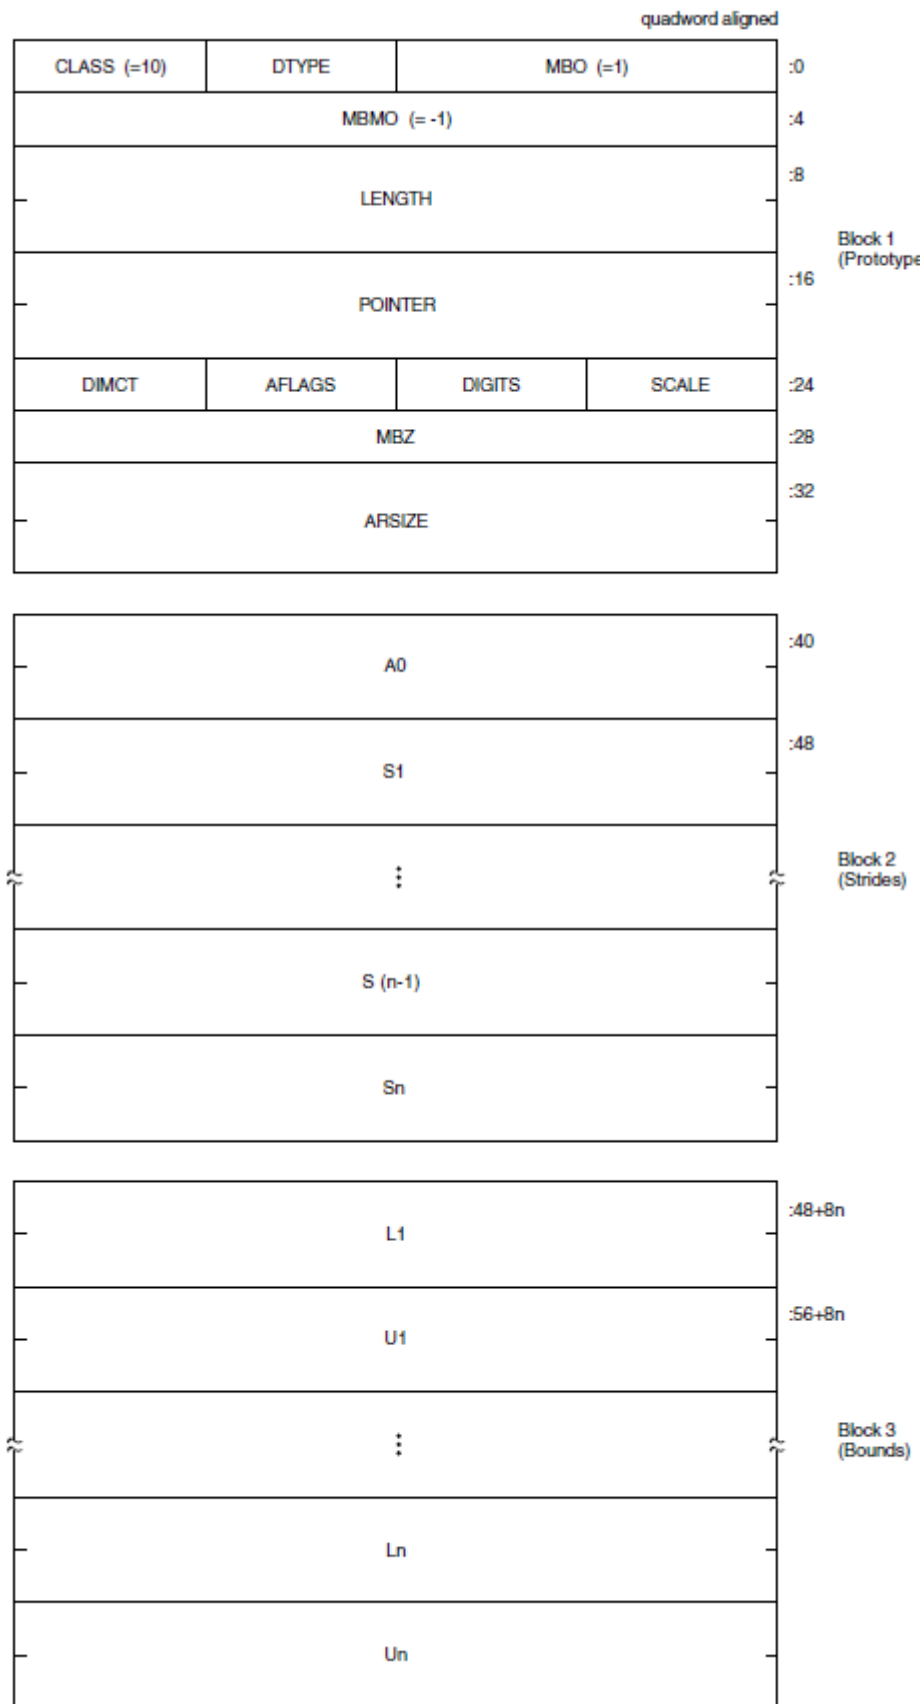 quadword aligned
CLASS (=10) DTYPE MBO (=1) :0
MBMO (= -1) :4
:8
LENGTH
Block 1
(Prototype
:16
POINTER
DIMCT AFLAGS DIGITS SCALE :24
MBZ :28
:32
ARSIZE
:40
A0
:48
S1
Block 2
(Strides)
S (n-1)
Sn
:48+8n
L1
:56+8n
U1
Block 3
(Bounds)
Ln
Un